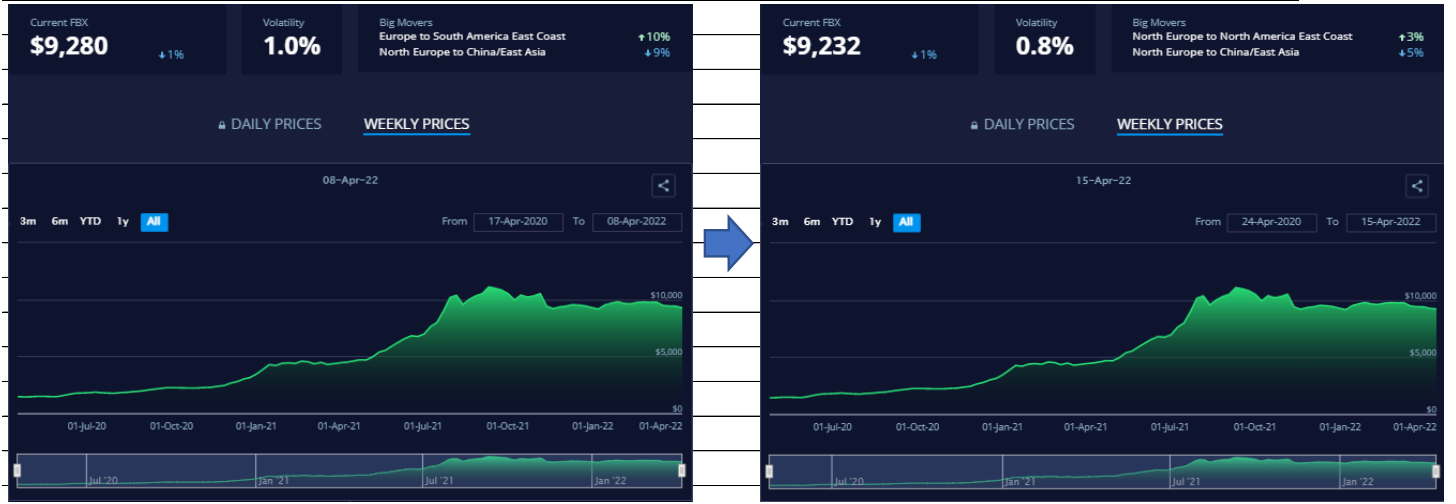 Current FBX
$9,280
1%
Volatility
1.0%
Big Movers
Europe to South America East Coast 10%
North Europe to China/East Asia 9%
DAILY PRICES WEEKLY PRICES
08-Apr-22
3m 6m YTD 1y All From 17-Apr-2020 To 08-Apr-2022
$10,000
$5,000
$0
01-Jul-20 01-Oct-20 01-Jan-21 01-Apr-21 01-Jul-21 01-Oct-21 01-Jan-22 01-Apr-22
Jul '20 Jan '21 Jul '21 Jan '22
Current FBX
$9,232
1%
Volatility
0.8%
Big Movers
North Europe to North America East Coast 3%
North Europe to China/East Asia 5%
DAILY PRICES WEEKLY PRICES
15-Apr-22
3m 6m YTD 1y All From 24-Apr-2020 To 15-Apr-2022
$10,000
$5,000
$0
01-Jul-20 01-Oct-20 01-Jan-21 01-Apr-21 01-Jul-21 01-Oct-21 01-Jan-22 01-Apr-22
Jul '20 Jan '21 Jul '21 Jan '22